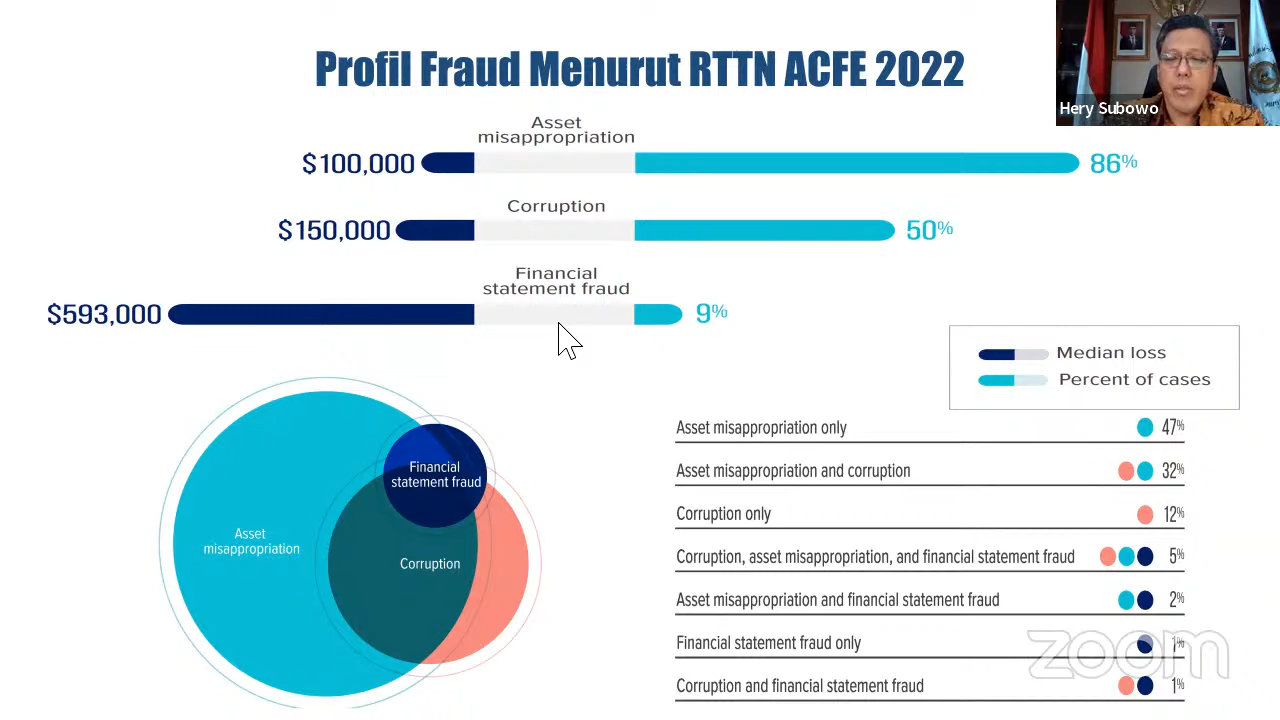 Profil Fraud Menurut RTTN ACFE 2022
Hery Subowo
Asset
misappropriation
$100,000
86%
Corruption
$150,000
50%
Financial
statement fraud
$593,000
9%
Median loss
Percent of cases
Asset
misappropriation
Financial
statement fraud
Corruption
Asset misappropriation only 47%
Asset misappropriation and corruption 32%
Corruption only 12%
Corruption, asset misappropriation, and financial statement fraud 5%
Asset misappropriation and financial statement fraud 2%
Financial statement fraud only 1%
Corruption and financial statement fraud 1%
zoom